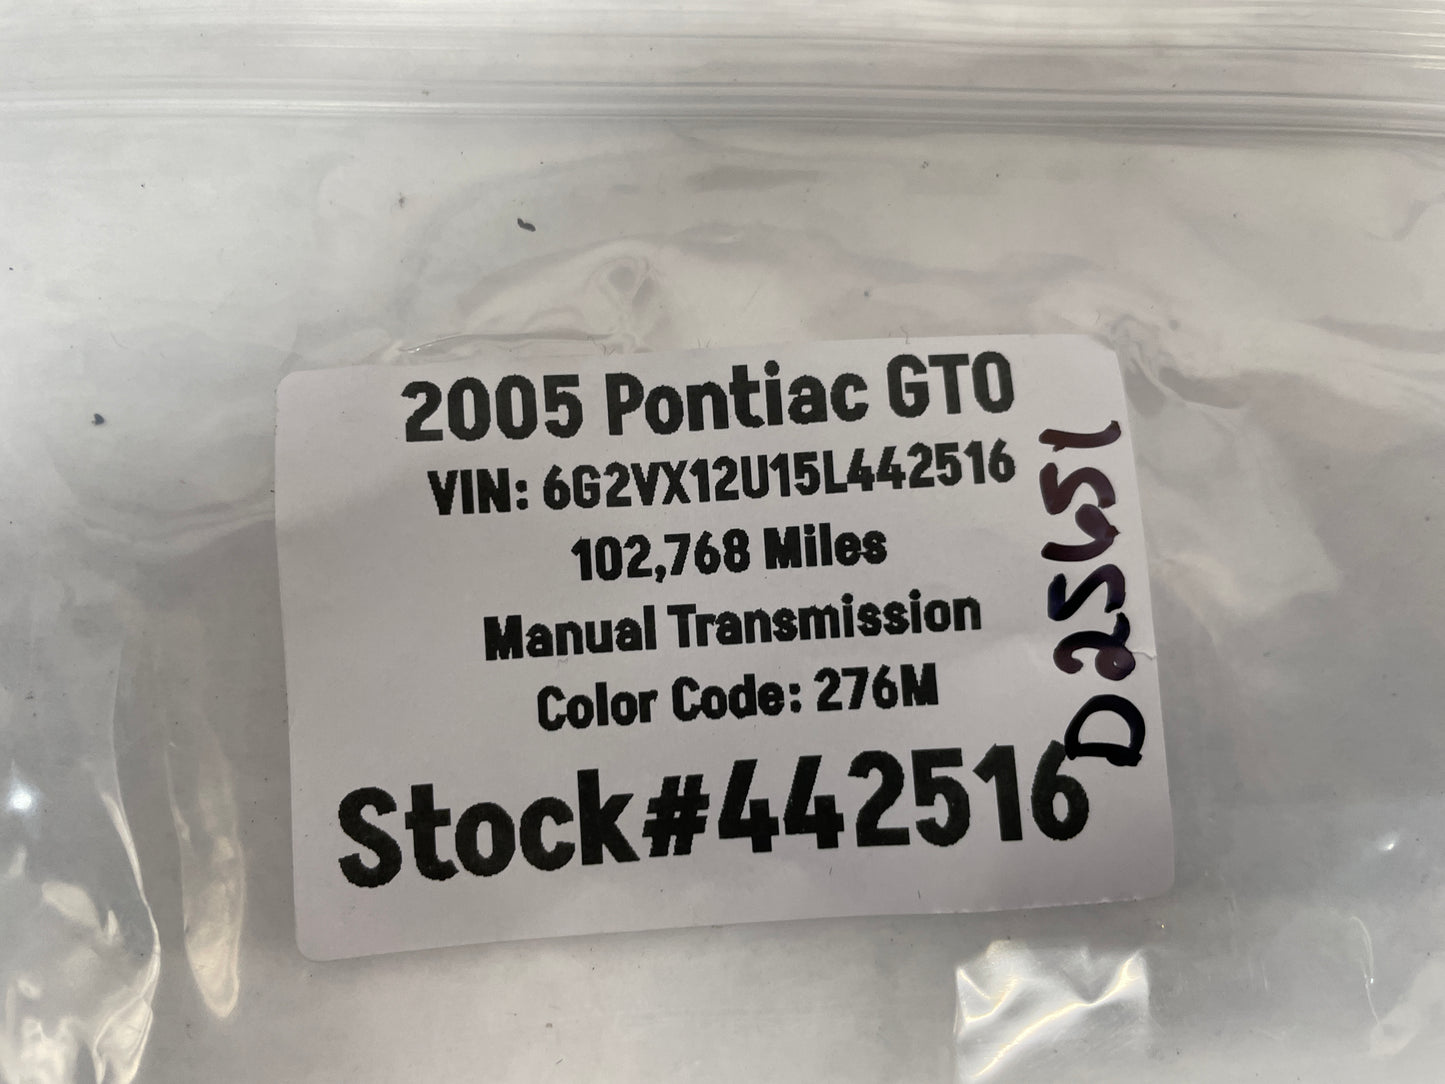 2005 Pontiac GTO
VIN: 6G2VX12U15L442516
102,768 Miles
Manual Transmission
Color Code: 276M
Stock#442516
D25651